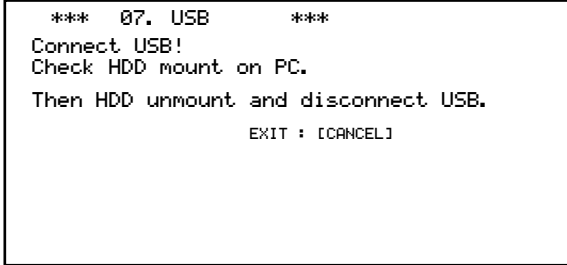 *** 07. USB ***
Connect USB!
Check HDD mount on PC.
Then HDD unmount and disconnect USB.
EXIT : [CANCEL]